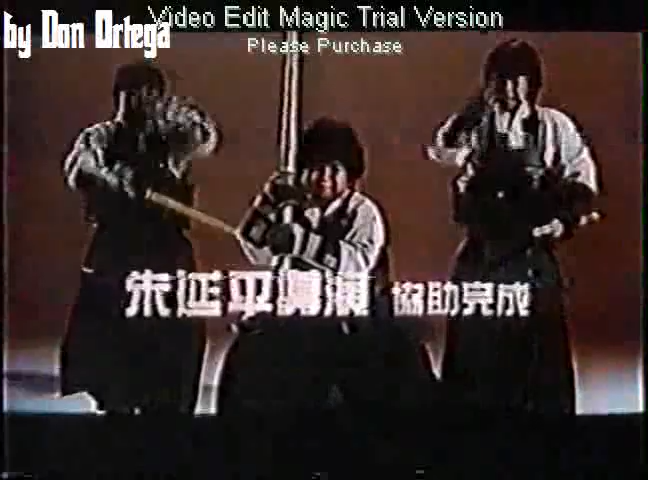 Video Edit Magic Trial Version
by Don Ortega
Please Purchase
朱延平導演 協助完成